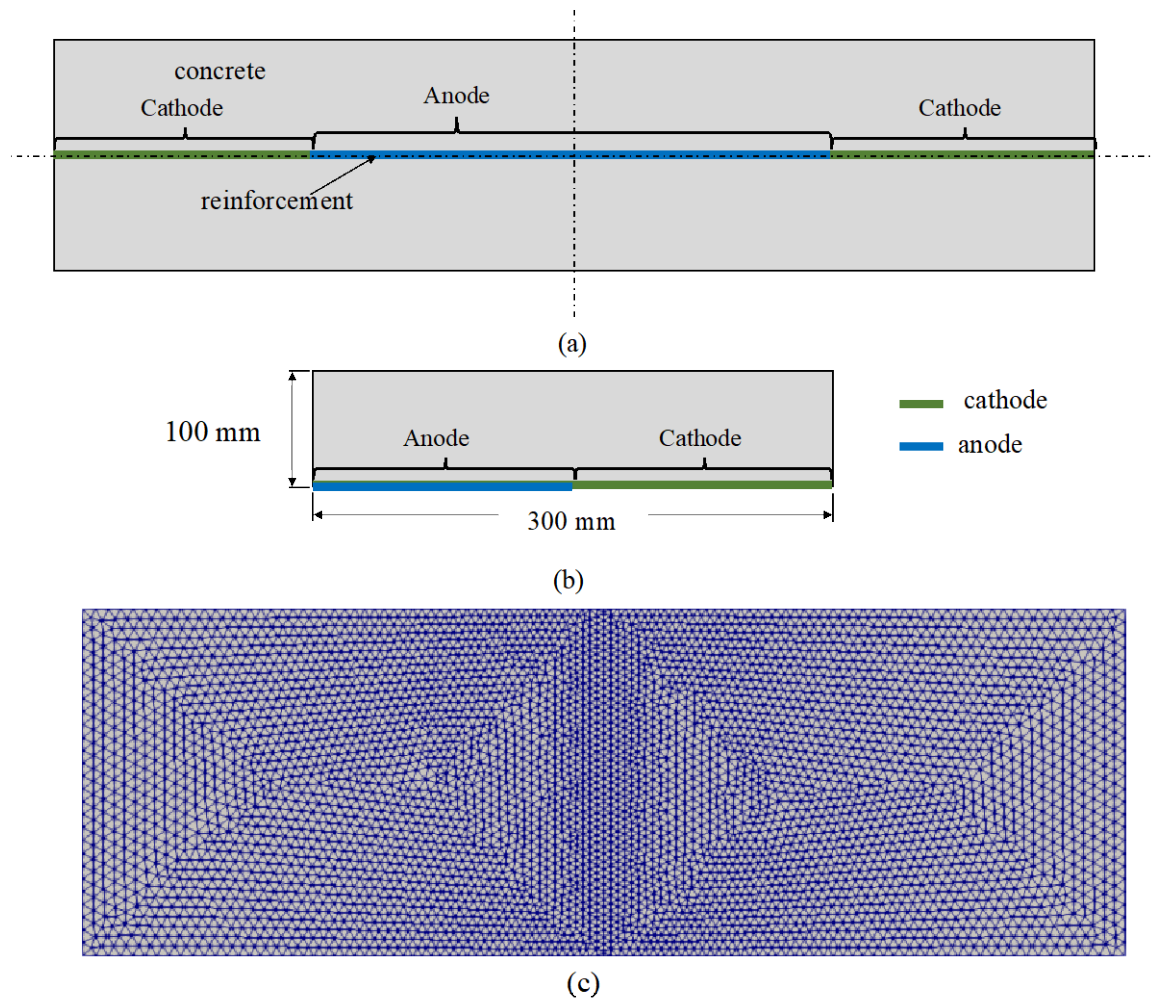 concrete
Cathode
Anode
Cathode
reinforcement
(a)
100 mm
Anode
Cathode
cathode
anode
300 mm
(b)
(c)